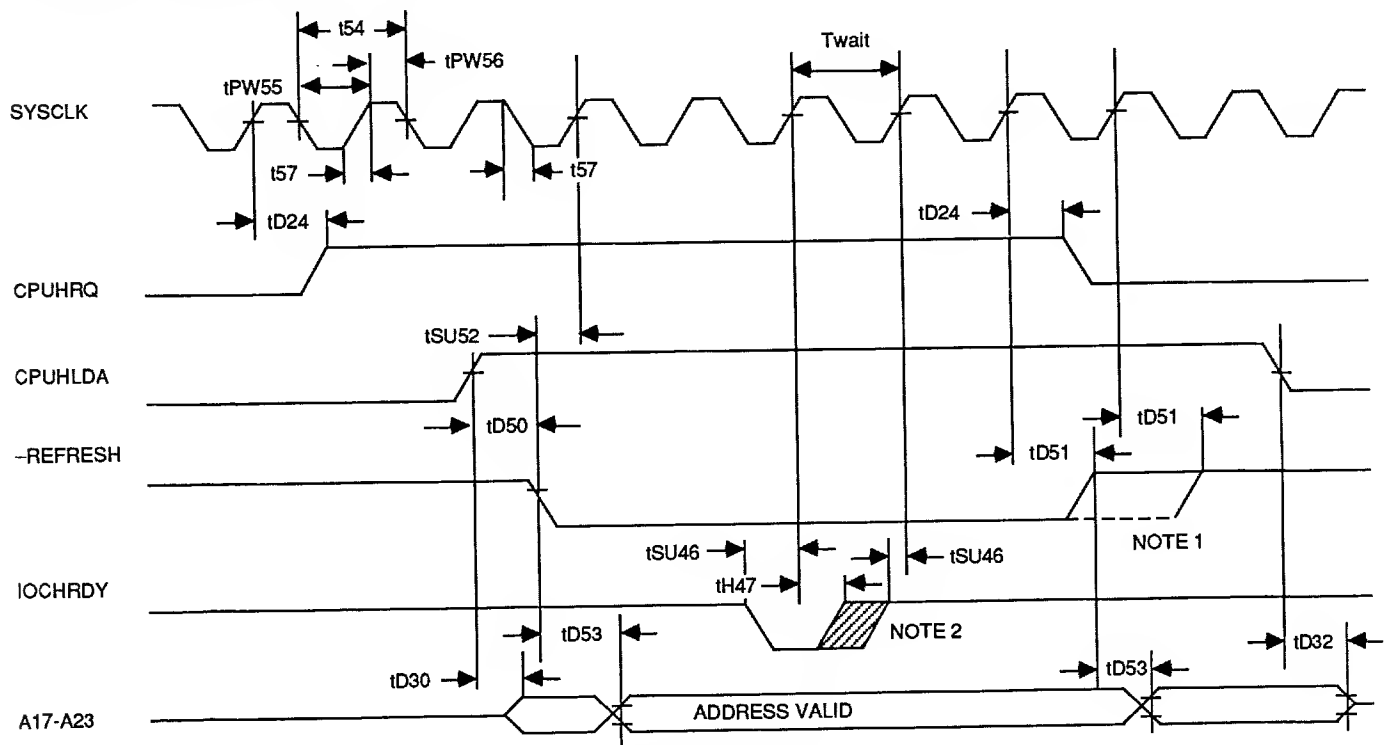 t54
Twait
tPW56
tPW55
SYSCLK
t57
t57
tD24
tD24
CPUHRQ
tSU52
CPUHLDA
tD50
tD51
–REFRESH
tD51
NOTE 1
tSU46
tSU46
tH47
IOCHRDY
NOTE 2
tD53
tD32
tD30
tD53
A17-A23
ADDRESS VALID